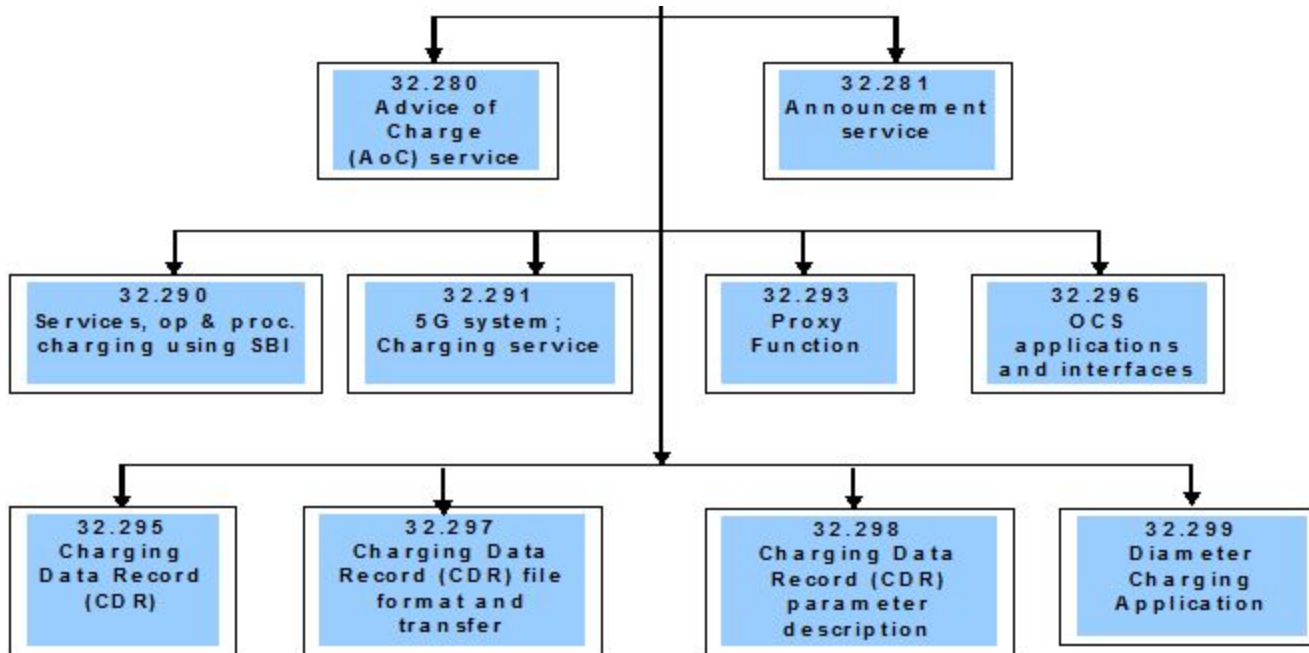 32.280
Advice of
Charge
(AoC) service
32.281
Announcement
service
32.290
Services, op & proc.
charging using SBI
32.291
5G system;
Charging service
32.293
Proxy
Function
32.296
OCS
applications
and interfaces
32.295
Charging
Data Record
(CDR)
32.297
Charging Data
Record (CDR) file
format and
transfer
32.298
Charging Data
Record (CDR)
parameter
description
32.299
Diameter
Charging
Application